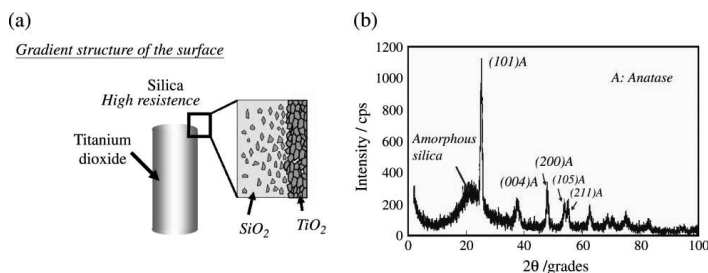 (a)
Gradient structure of the surface
Silica
High resistence
Titanium
dioxide
SiO₂
TiO₂
(b)
Intensity / cps
1200
1000
800
600
400
200
0
(101)A
A: Anatase
Amorphous
silica
(004)A
(200)A
(105)A
(211)A
0 20 40 60 80 100
2θ /grades